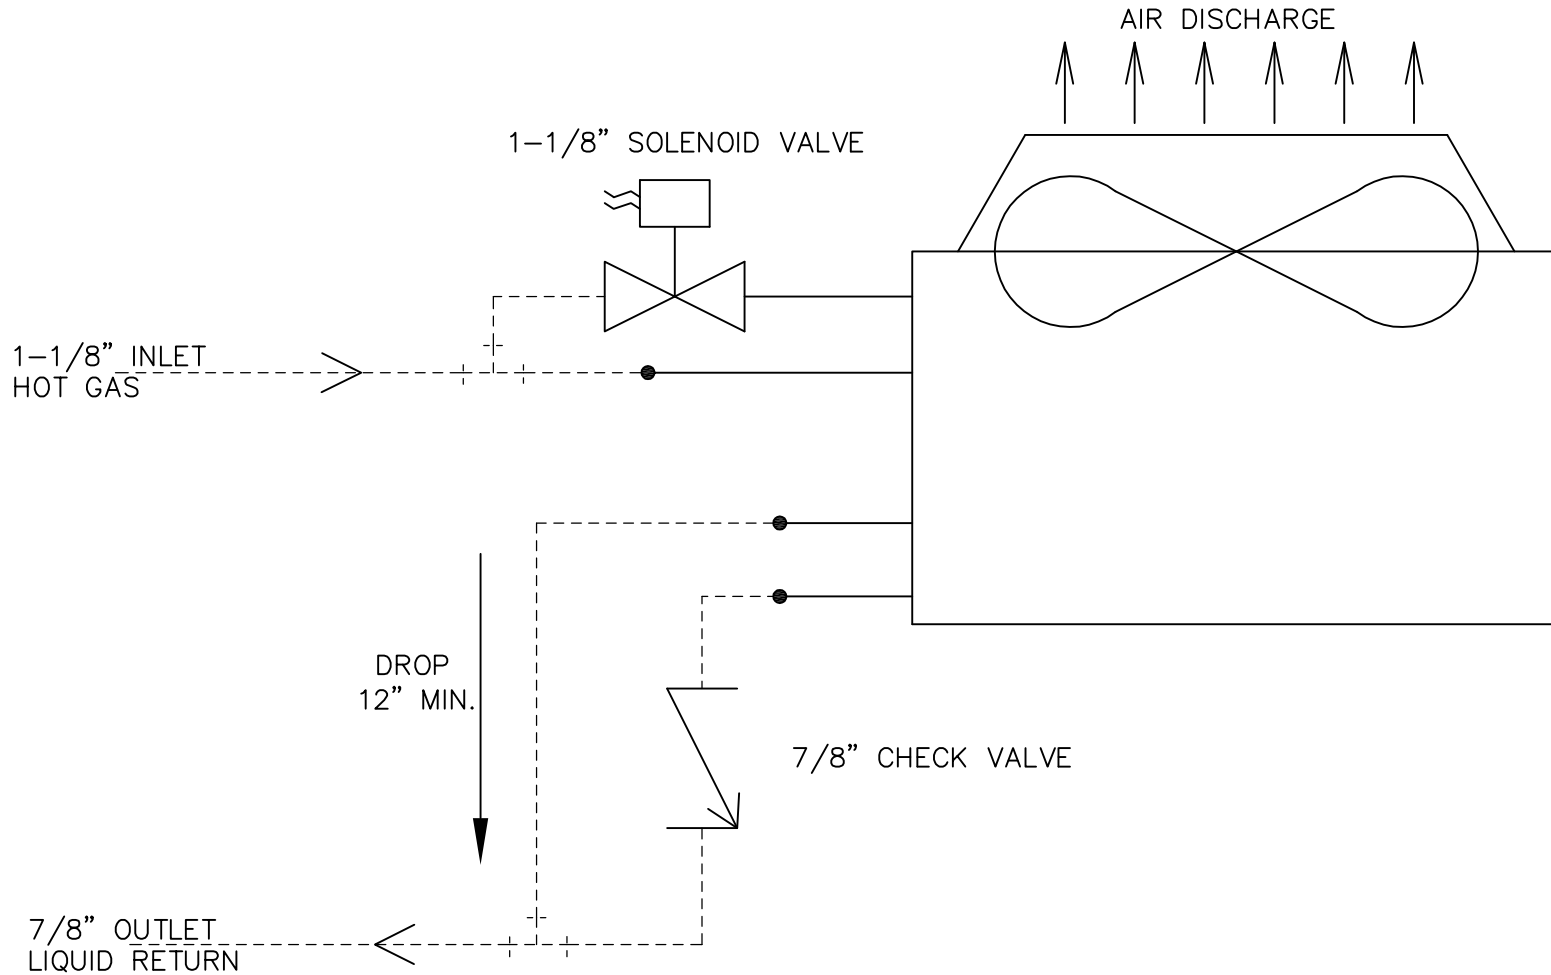 AIR DISCHARGE
1-1/8" SOLENOID VALVE
1-1/8" INLET
HOT GAS
DROP
12" MIN.
7/8" CHECK VALVE
7/8" OUTLET
LIQUID RETURN